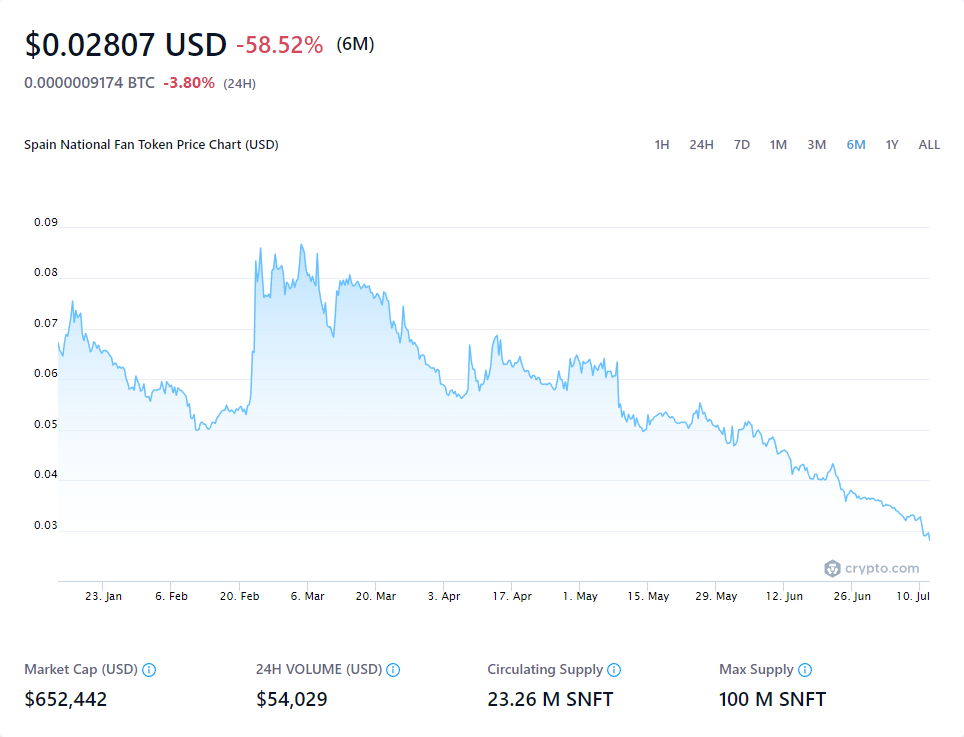 $0.02807 USD -58.52% (6M)
0.0000009174 BTC -3.80% (24H)
Spain National Fan Token Price Chart (USD)
1H 24H 7D 1M 3M 6M 1Y ALL
0.09
0.08
0.07
0.06
0.05
0.04
0.03
crypto.com
23. Jan 6. Feb 20. Feb 6. Mar 20. Mar 3. Apr 17. Apr 1. May 15. May 29. May 12. Jun 26. Jun 10. Jul
Market Cap (USD) 24H VOLUME (USD) Circulating Supply Max Supply
$652,442 $54,029 23.26 M SNFT 100 M SNFT